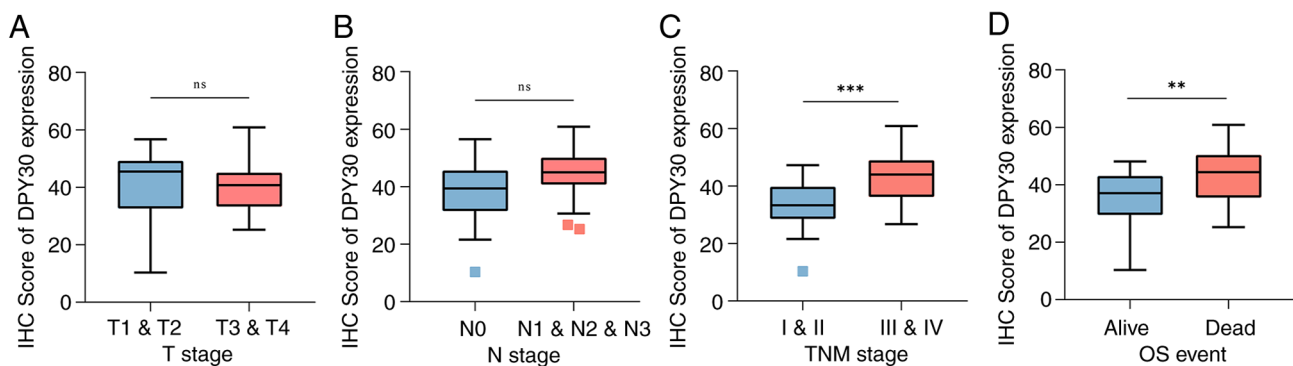 A
IHC Score of DPY30 expression
80
60
40
20
0
ns
T1 & T2 T3 & T4
T stage
B
IHC Score of DPY30 expression
80
60
40
20
0
ns
N0 N1 & N2 & N3
N stage
C
IHC Score of DPY30 expression
80
60
40
20
0
***
I & II III & IV
TNM stage
D
IHC Score of DPY30 expression
80
60
40
20
0
**
Alive Dead
OS event